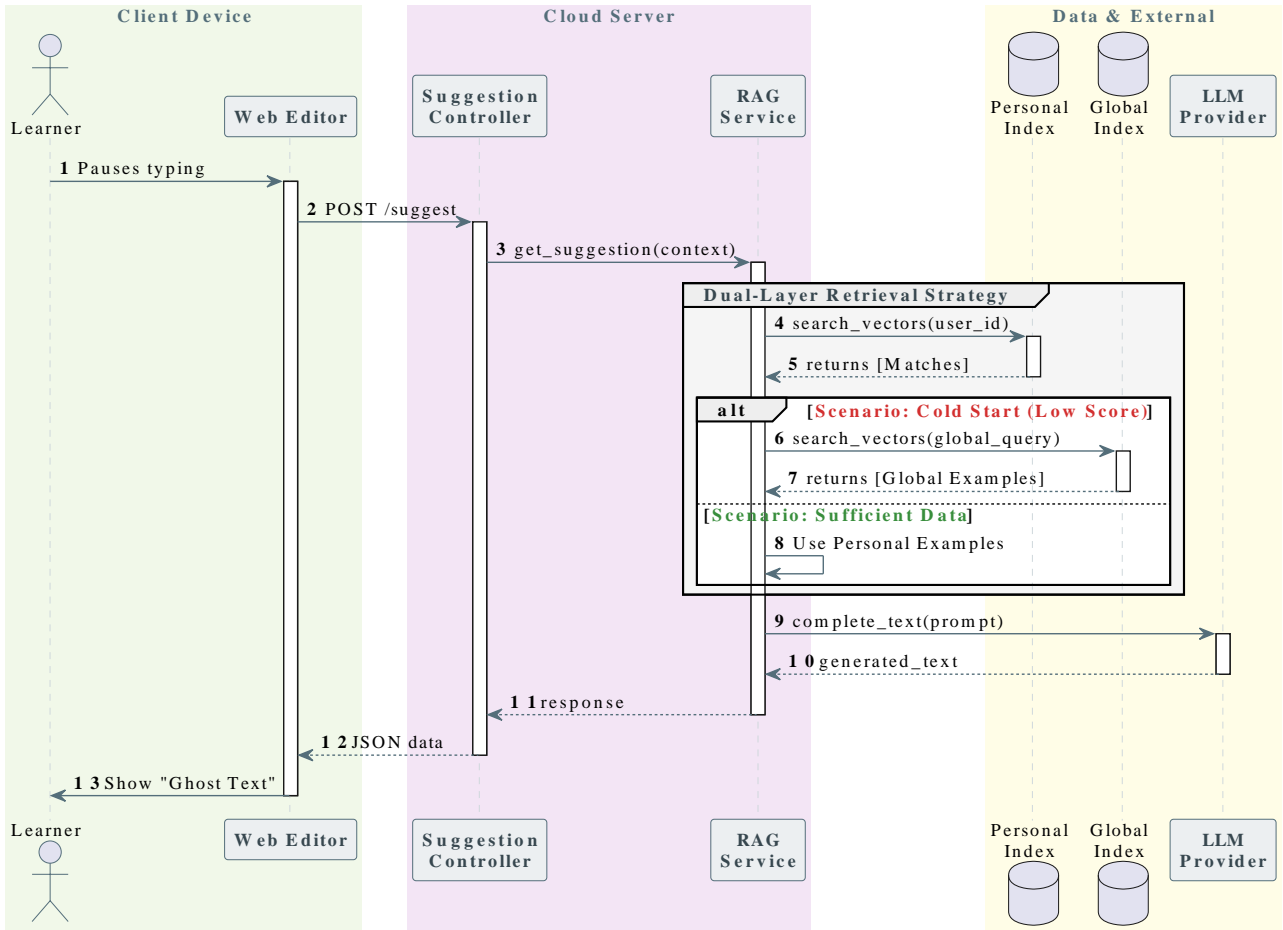 Client Device
Cloud Server
Data & External
Learner
Web Editor
Suggestion
Controller
RAG
Service
Personal
Index
Global
Index
LLM
Provider
1 Pauses typing
2 POST /suggest
3 get_suggestion(context)
Dual-Layer Retrieval Strategy
4 search_vectors(user_id)
5 returns [Matches]
alt [Scenario: Cold Start (Low Score)]
6 search_vectors(global_query)
7 returns [Global Examples]
[Scenario: Sufficient Data]
8 Use Personal Examples
9 complete_text(prompt)
10 generated_text
11 response
12 JSON data
13 Show "Ghost Text"
Learner
Web Editor
Suggestion
Controller
RAG
Service
Personal
Index
Global
Index
LLM
Provider